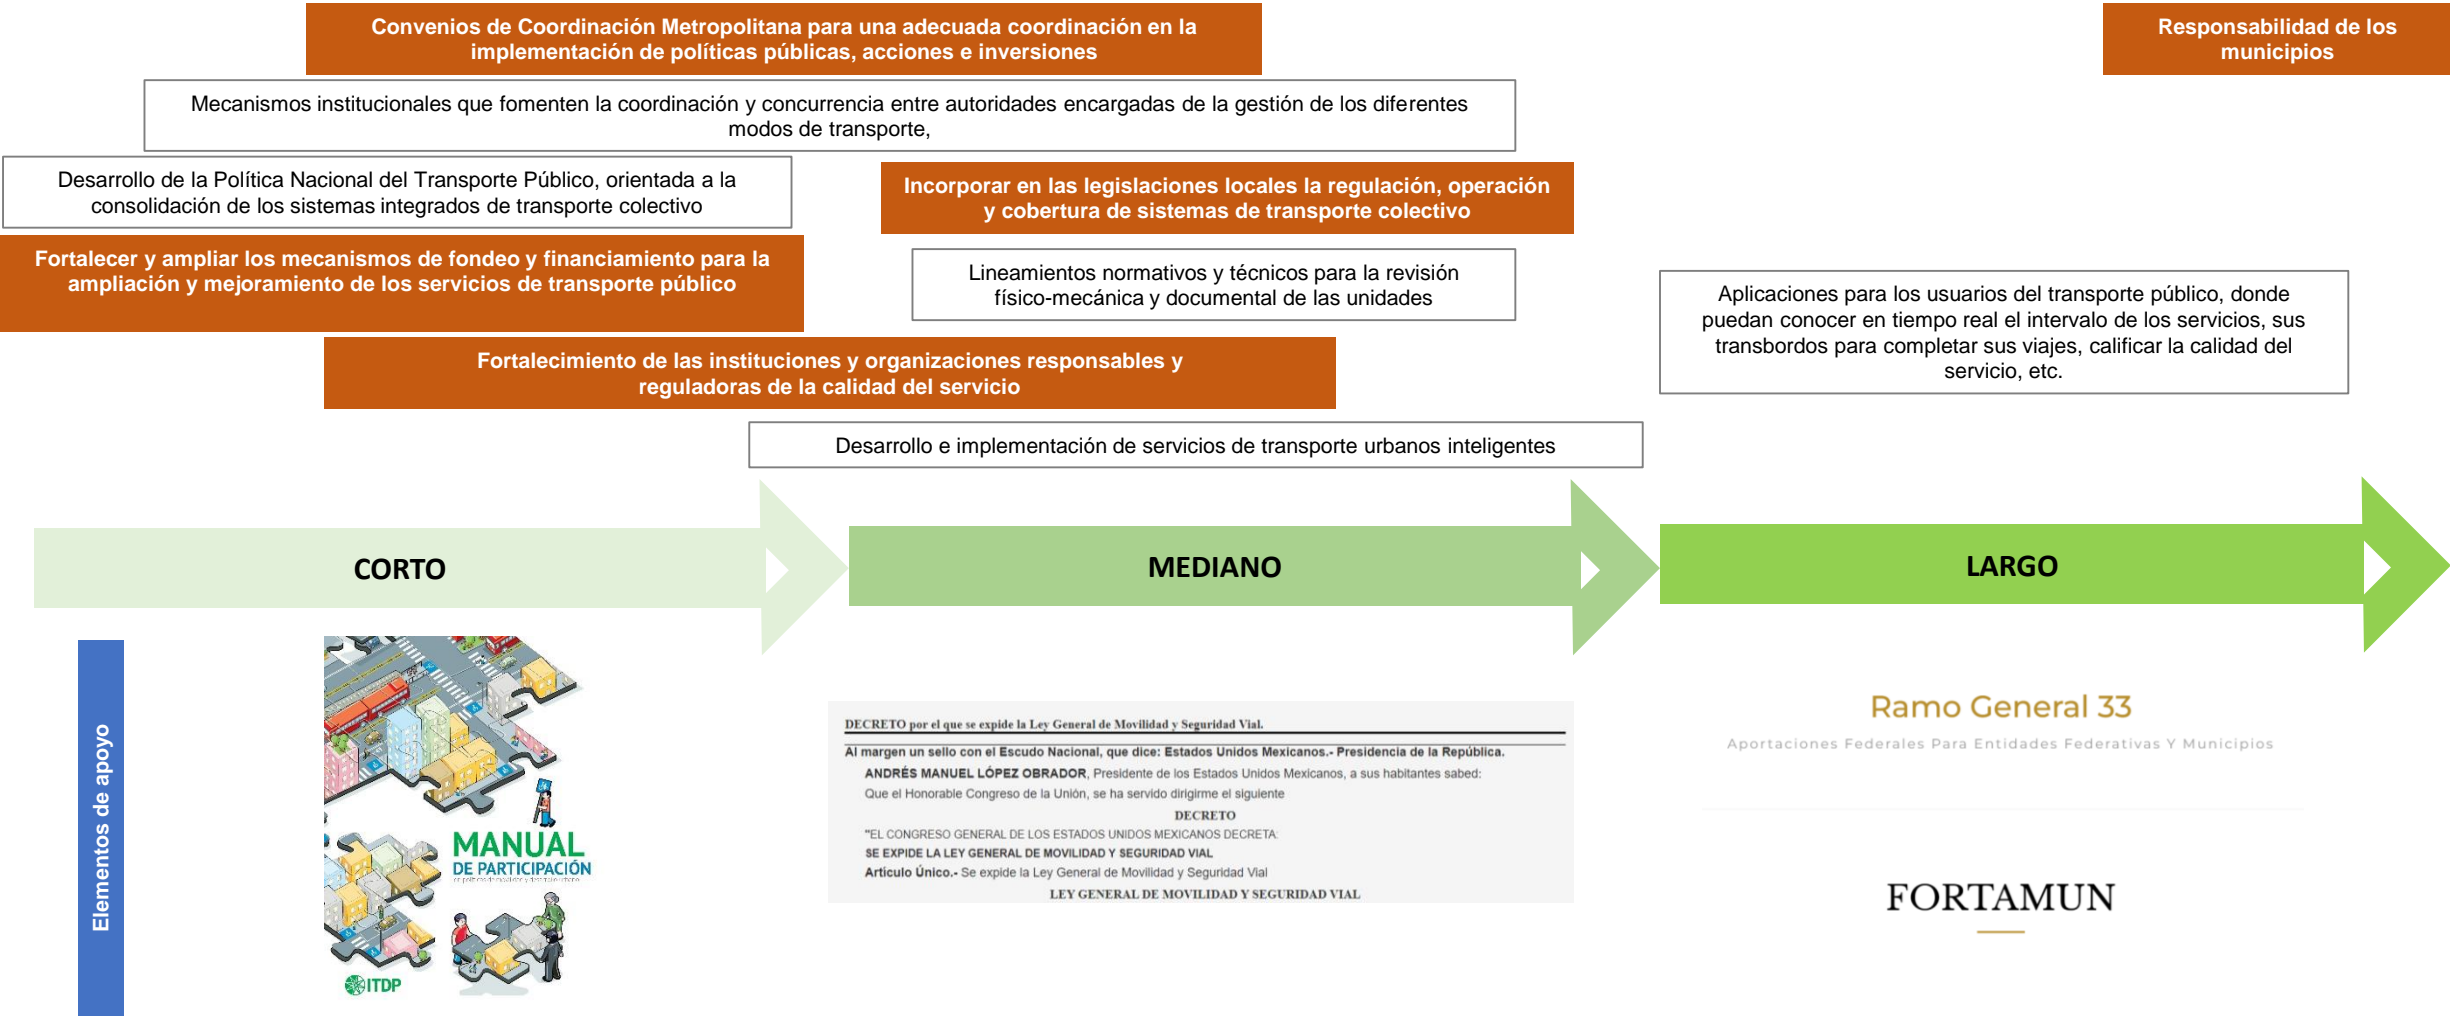 Convenios de Coordinación Metropolitana para una adecuada coordinación en la
implementación de políticas públicas, acciones e inversiones
Responsabilidad de los
municipios
Mecanismos institucionales que fomenten la coordinación y concurrencia entre autoridades encargadas de la gestión de los diferentes
modos de transporte,
Desarrollo de la Política Nacional del Transporte Público, orientada a la
consolidación de los sistemas integrados de transporte colectivo
Incorporar en las legislaciones locales la regulación, operación
y cobertura de sistemas de transporte colectivo
Fortalecer y ampliar los mecanismos de fondeo y financiamiento para la
ampliación y mejoramiento de los servicios de transporte público
Lineamientos normativos y técnicos para la revisión
físico-mecánica y documental de las unidades
Aplicaciones para los usuarios del transporte público, donde
puedan conocer en tiempo real el intervalo de los servicios, sus
transbordos para completar sus viajes, calificar la calidad del
servicio, etc.
Fortalecimiento de las instituciones y organizaciones responsables y
reguladoras de la calidad del servicio
Desarrollo e implementación de servicios de transporte urbanos inteligentes
CORTO
MEDIANO
LARGO
Elementos de apoyo
MANUAL
DE PARTICIPACIÓN
en políticas de movilidad y desarrollo urbano
ITDP
DECRETO por el que se expide la Ley General de Movilidad y Seguridad Vial.
Al margen un sello con el Escudo Nacional, que dice: Estados Unidos Mexicanos.- Presidencia de la República.
ANDRÉS MANUEL LÓPEZ OBRADOR, Presidente de los Estados Unidos Mexicanos, a sus habitantes sabed:
Que el Honorable Congreso de la Unión, se ha servido dirigirme el siguiente
DECRETO
"EL CONGRESO GENERAL DE LOS ESTADOS UNIDOS MEXICANOS DECRETA:
SE EXPIDE LA LEY GENERAL DE MOVILIDAD Y SEGURIDAD VIAL
Artículo Único.- Se expide la Ley General de Movilidad y Seguridad Vial
LEY GENERAL DE MOVILIDAD Y SEGURIDAD VIAL
Ramo General 33
Aportaciones Federales Para Entidades Federativas Y Municipios
FORTAMUN